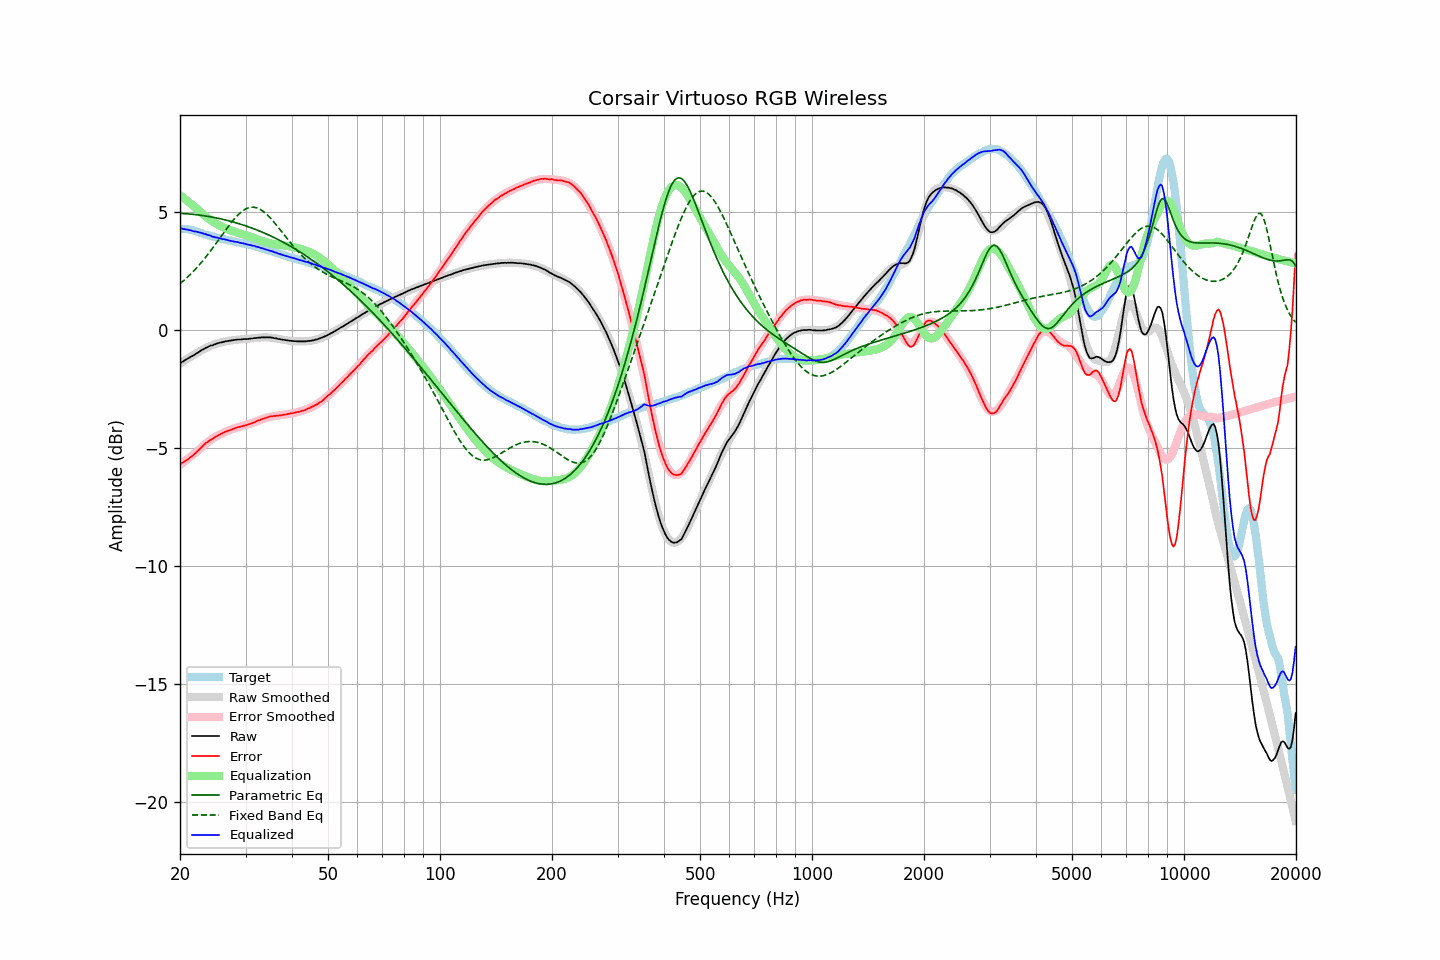 Corsair Virtuoso RGB Wireless
Amplitude (dBr)
5
0
−5
−10
−15
−20
Target
Raw Smoothed
Error Smoothed
Raw
Error
Equalization
Parametric Eq
Fixed Band Eq
Equalized
20 50 100 200 500 1000 2000 5000 10000 20000
Frequency (Hz)